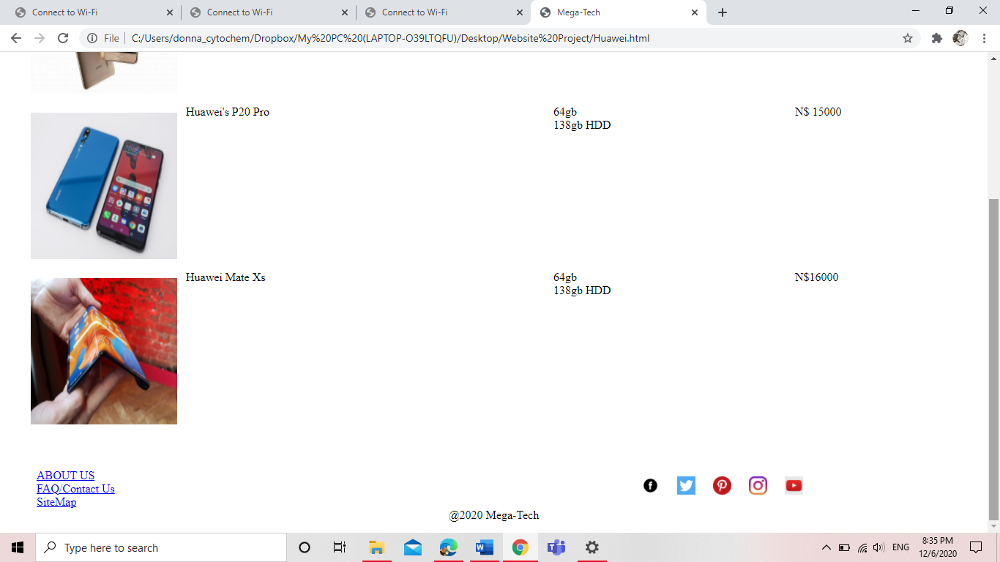 Connect to Wi-Fi
Connect to Wi-Fi
Connect to Wi-Fi
Mega-Tech
File
C:/Users/donna_cytochem/Dropbox/My%20PC%20(LAPTOP-O39LTQFU)/Desktop/Website%20Project/Huawei.html
Huawei's P20 Pro
64gb
138gb HDD
N$ 15000
Huawei Mate Xs
64gb
138gb HDD
N$16000
ABOUT US
FAQ/Contact Us
SiteMap
@2020 Mega-Tech
Type here to search
ENG
8:35 PM
12/6/2020